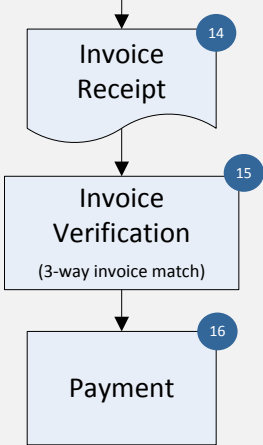 14
Invoice
Receipt
15
Invoice
Verification
(3-way invoice match)
16
Payment